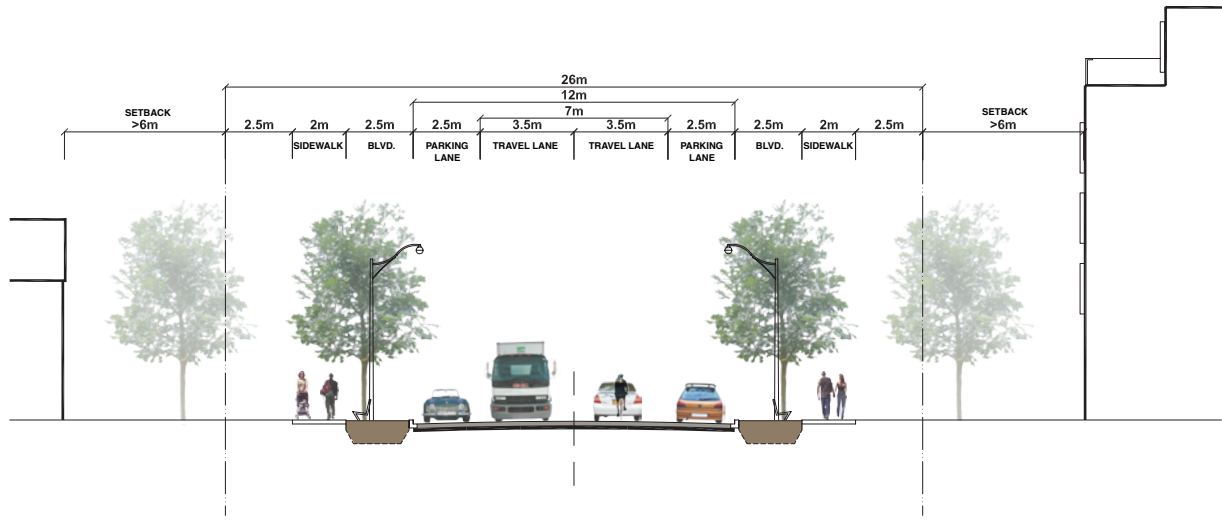 26m
12m
7m
SETBACK
>6m
2.5m
2m
2.5m
2.5m
3.5m
3.5m
2.5m
2.5m
2m
2.5m
SETBACK
>6m
SIDEWALK
BLVD.
PARKING
LANE
TRAVEL LANE
TRAVEL LANE
PARKING
LANE
BLVD.
SIDEWALK